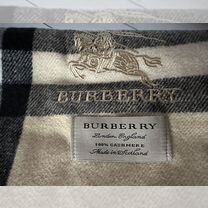 BURBERRY
BURBERRY
London England
100% CASHMERE
Made in Scotland